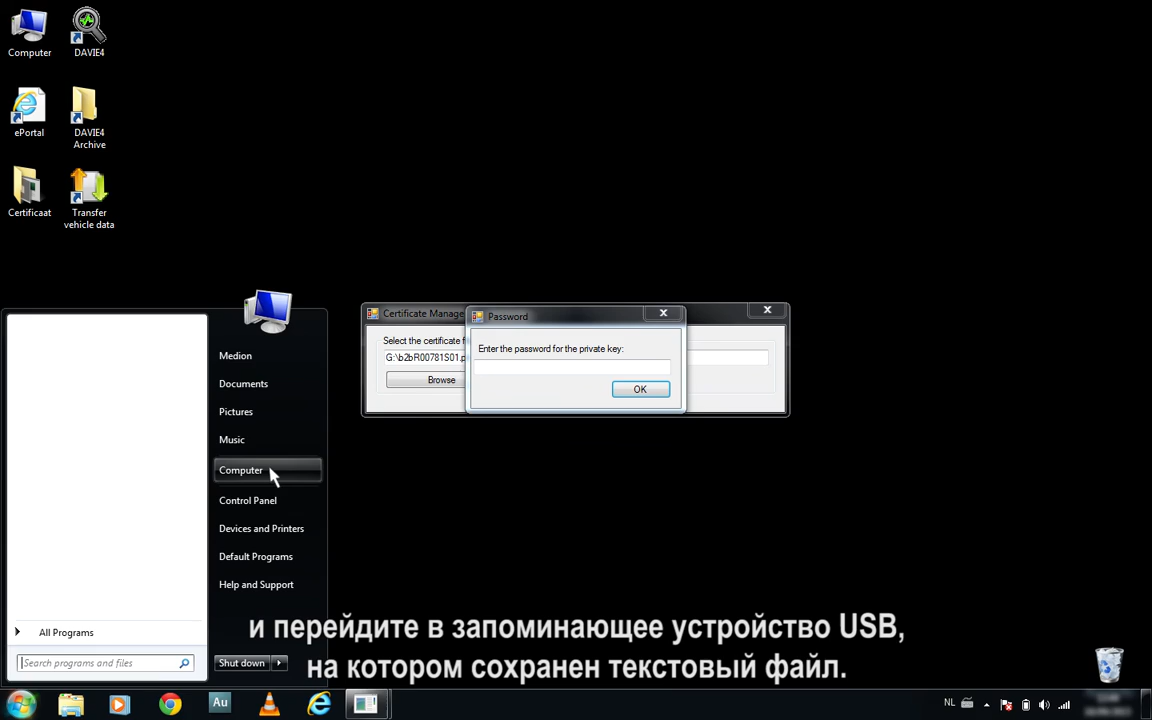 Computer
DAVIE4
ePortal
DAVIE4
Archive
Certificaat
Transfer
vehicle data
Medion
Documents
Pictures
Music
Computer
Control Panel
Devices and Printers
Default Programs
Help and Support
All Programs
Search programs and files
Shut down
Certificate Manage
Select the certificate f
G:\b2bR00781S01.p
Browse
Password
Enter the password for the private key:
OK
и перейдите в запоминающее устройство USB,
на котором сохранен текстовый файл.
Au
NL